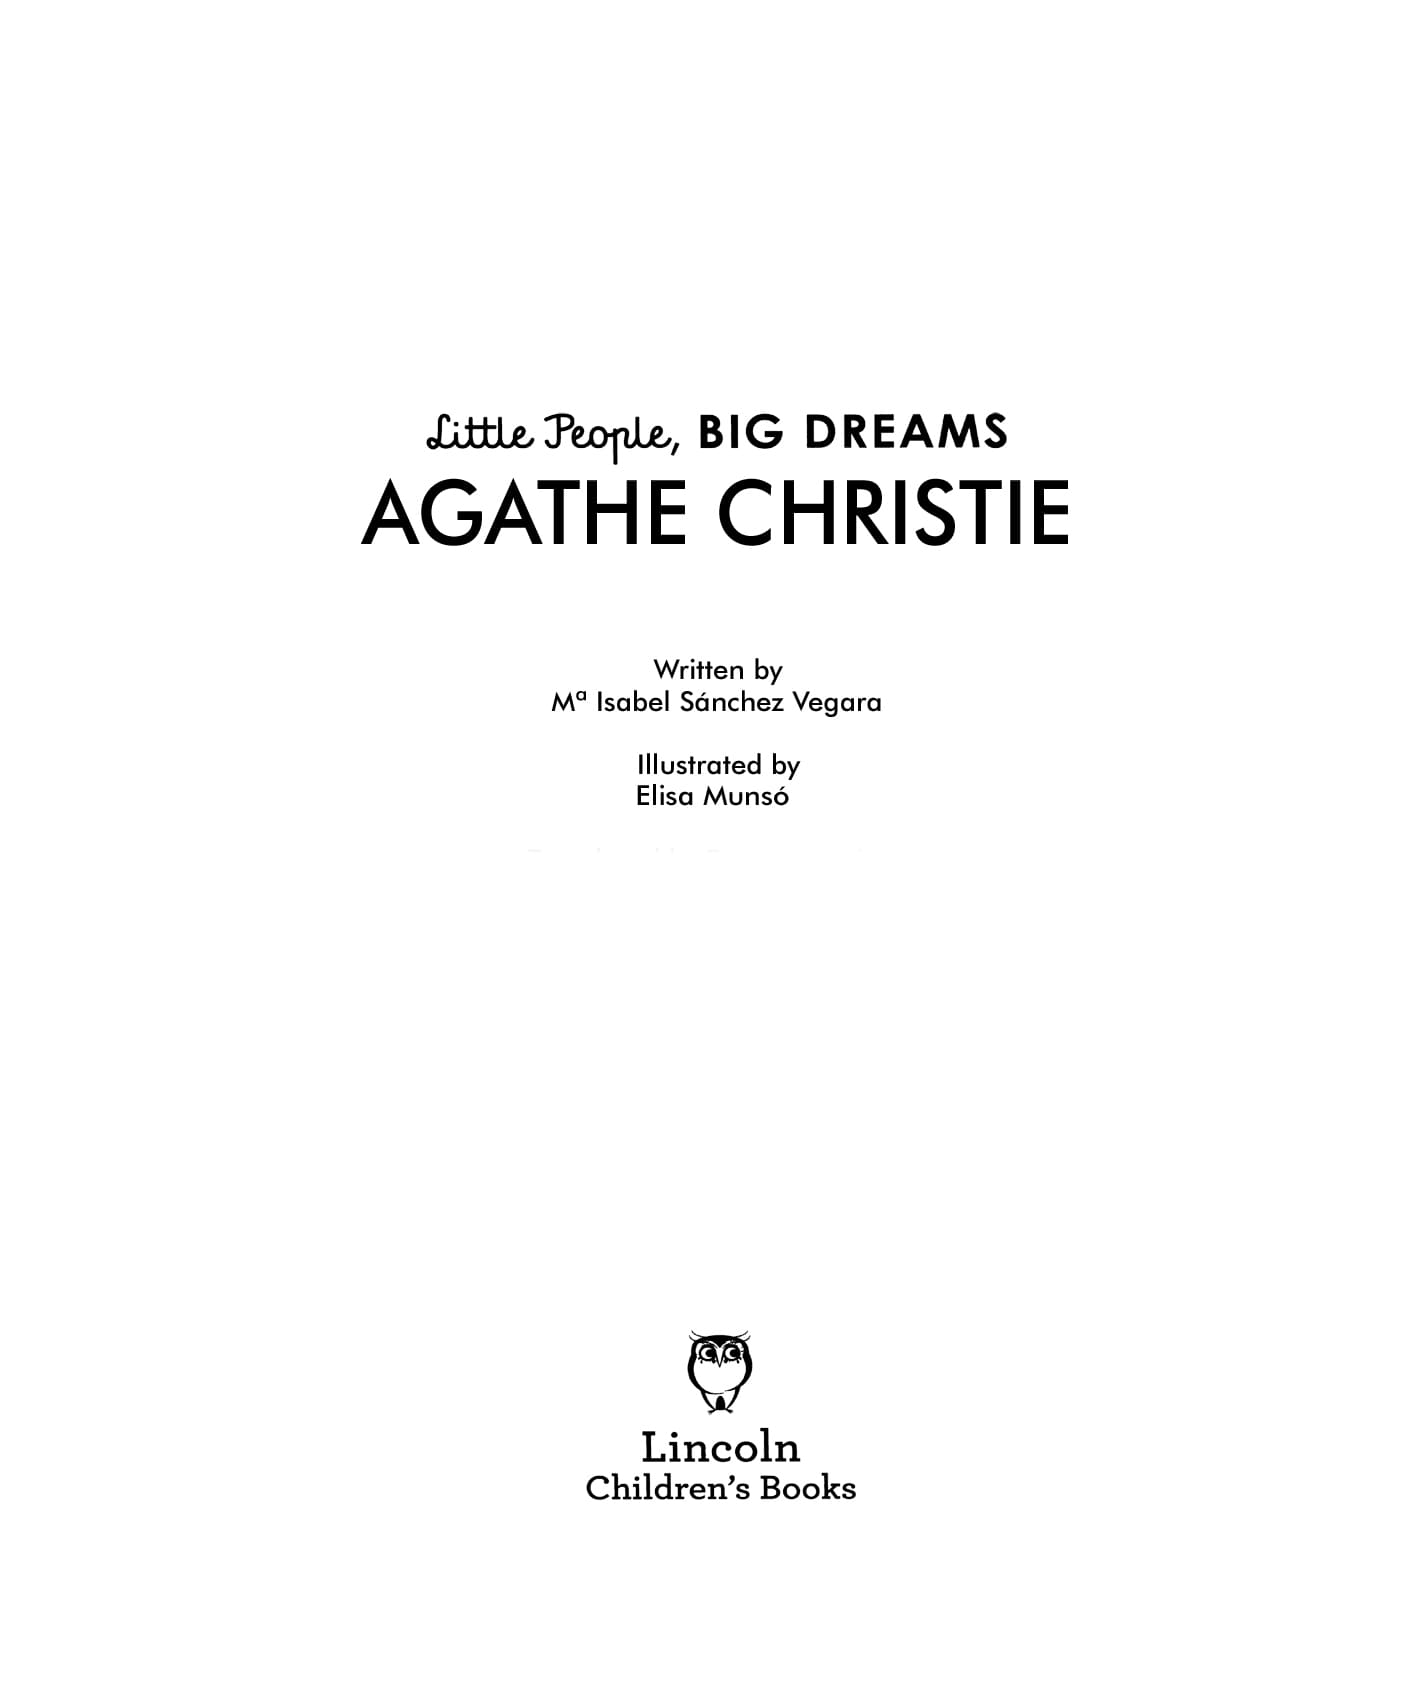 Little People, BIG DREAMS
AGATHE CHRISTIE
Written by
Mª Isabel Sánchez Vegara
Illustrated by
Elisa Munsó
Lincoln
Children's Books